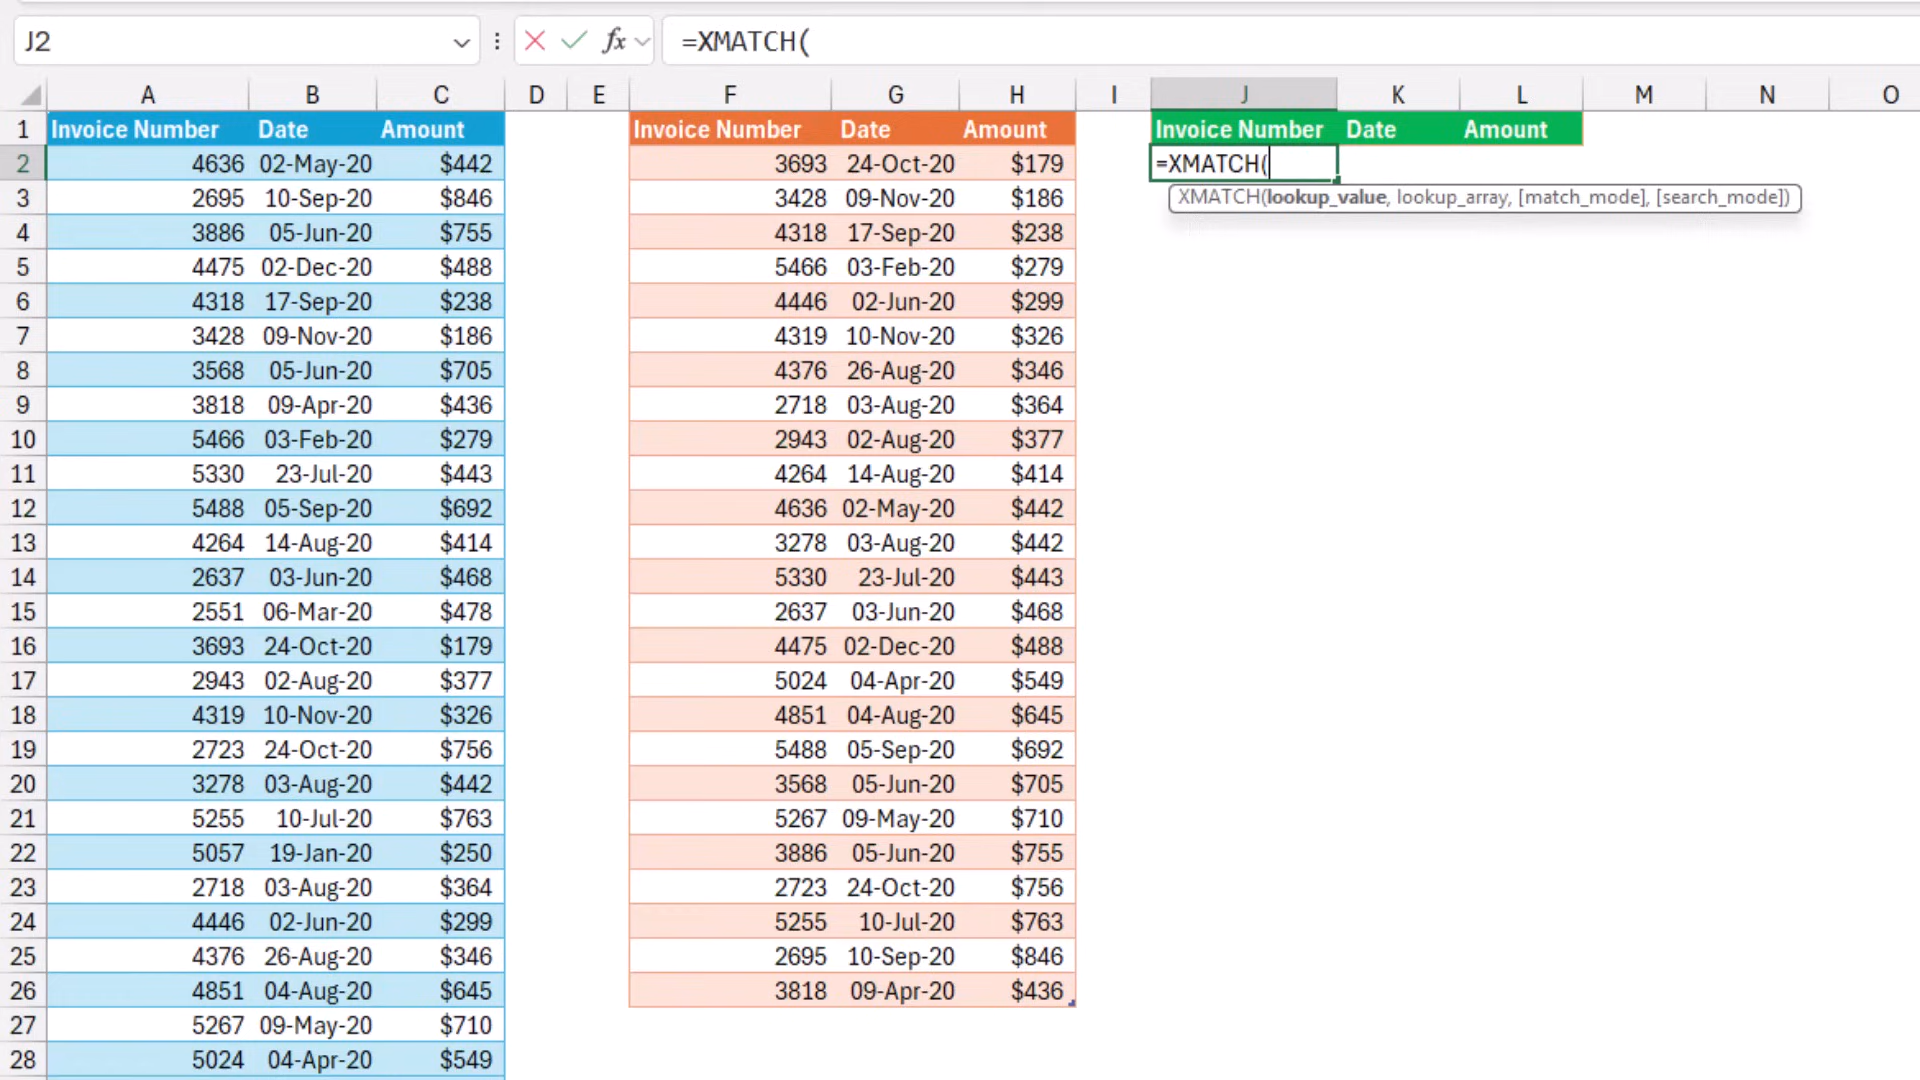 J2 fx =XMATCH(
A B C D E F G H I J K L M N O
1 Invoice Number Date Amount Invoice Number Date Amount Invoice Number Date Amount
2 4636 02-May-20 $442 3693 24-Oct-20 $179 =XMATCH(
3 2695 10-Sep-20 $846 3428 09-Nov-20 $186 XMATCH(lookup_value, lookup_array, [match_mode], [search_mode])
4 3886 05-Jun-20 $755 4318 17-Sep-20 $238
5 4475 02-Dec-20 $488 5466 03-Feb-20 $279
6 4318 17-Sep-20 $238 4446 02-Jun-20 $299
7 3428 09-Nov-20 $186 4319 10-Nov-20 $326
8 3568 05-Jun-20 $705 4376 26-Aug-20 $346
9 3818 09-Apr-20 $436 2718 03-Aug-20 $364
10 5466 03-Feb-20 $279 2943 02-Aug-20 $377
11 5330 23-Jul-20 $443 4264 14-Aug-20 $414
12 5488 05-Sep-20 $692 4636 02-May-20 $442
13 4264 14-Aug-20 $414 3278 03-Aug-20 $442
14 2637 03-Jun-20 $468 5330 23-Jul-20 $443
15 2551 06-Mar-20 $478 2637 03-Jun-20 $468
16 3693 24-Oct-20 $179 4475 02-Dec-20 $488
17 2943 02-Aug-20 $377 5024 04-Apr-20 $549
18 4319 10-Nov-20 $326 4851 04-Aug-20 $645
19 2723 24-Oct-20 $756 5488 05-Sep-20 $692
20 3278 03-Aug-20 $442 3568 05-Jun-20 $705
21 5255 10-Jul-20 $763 5267 09-May-20 $710
22 5057 19-Jan-20 $250 3886 05-Jun-20 $755
23 2718 03-Aug-20 $364 2723 24-Oct-20 $756
24 4446 02-Jun-20 $299 5255 10-Jul-20 $763
25 4376 26-Aug-20 $346 2695 10-Sep-20 $846
26 4851 04-Aug-20 $645 3818 09-Apr-20 $436
27 5267 09-May-20 $710
28 5024 04-Apr-20 $549